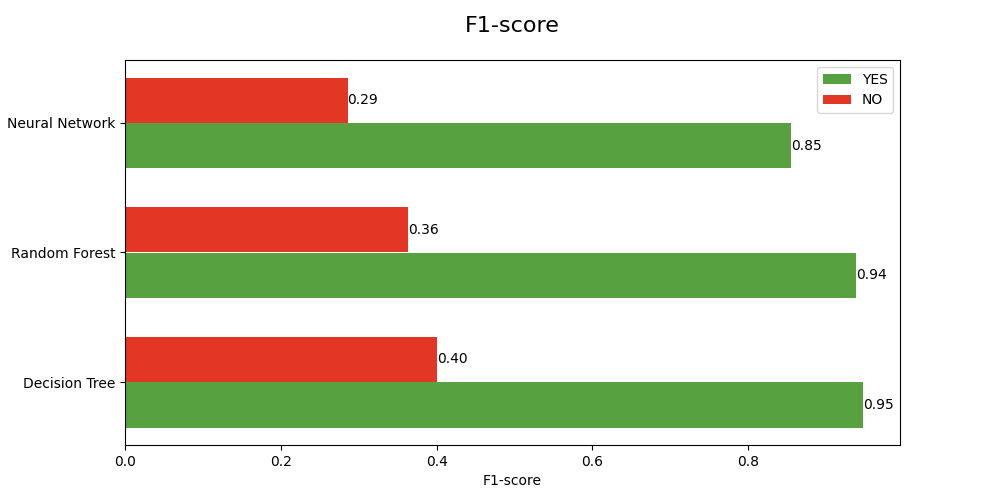 F1-score
YES
NO
Neural Network
0.29
0.85
Random Forest
0.36
0.94
Decision Tree
0.40
0.95
0.0 0.2 0.4 0.6 0.8
F1-score